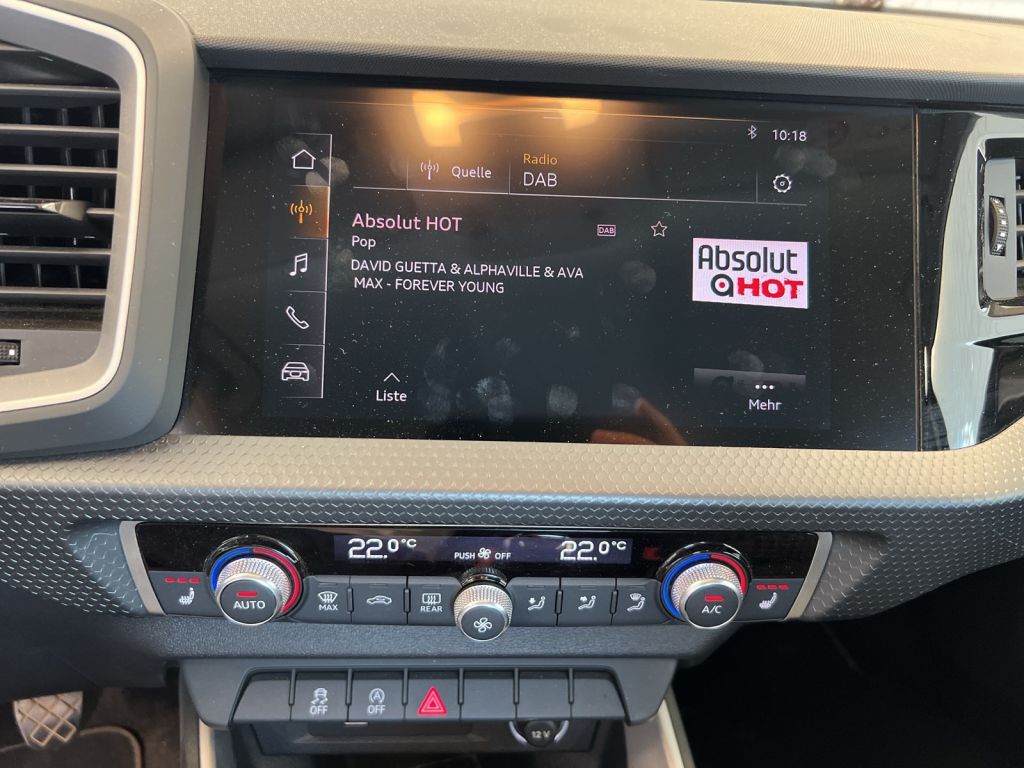 10:18
Radio
Quelle
DAB
Absolut HOT
DAB
Pop
DAVID GUETTA & ALPHAVILLE & AVA
MAX - FOREVER YOUNG
Absolut
HOT
Liste
Mehr
22.0°C
PUSH OFF
22.0°C
AUTO
MAX
REAR
A/C
OFF
A
OFF
12 V